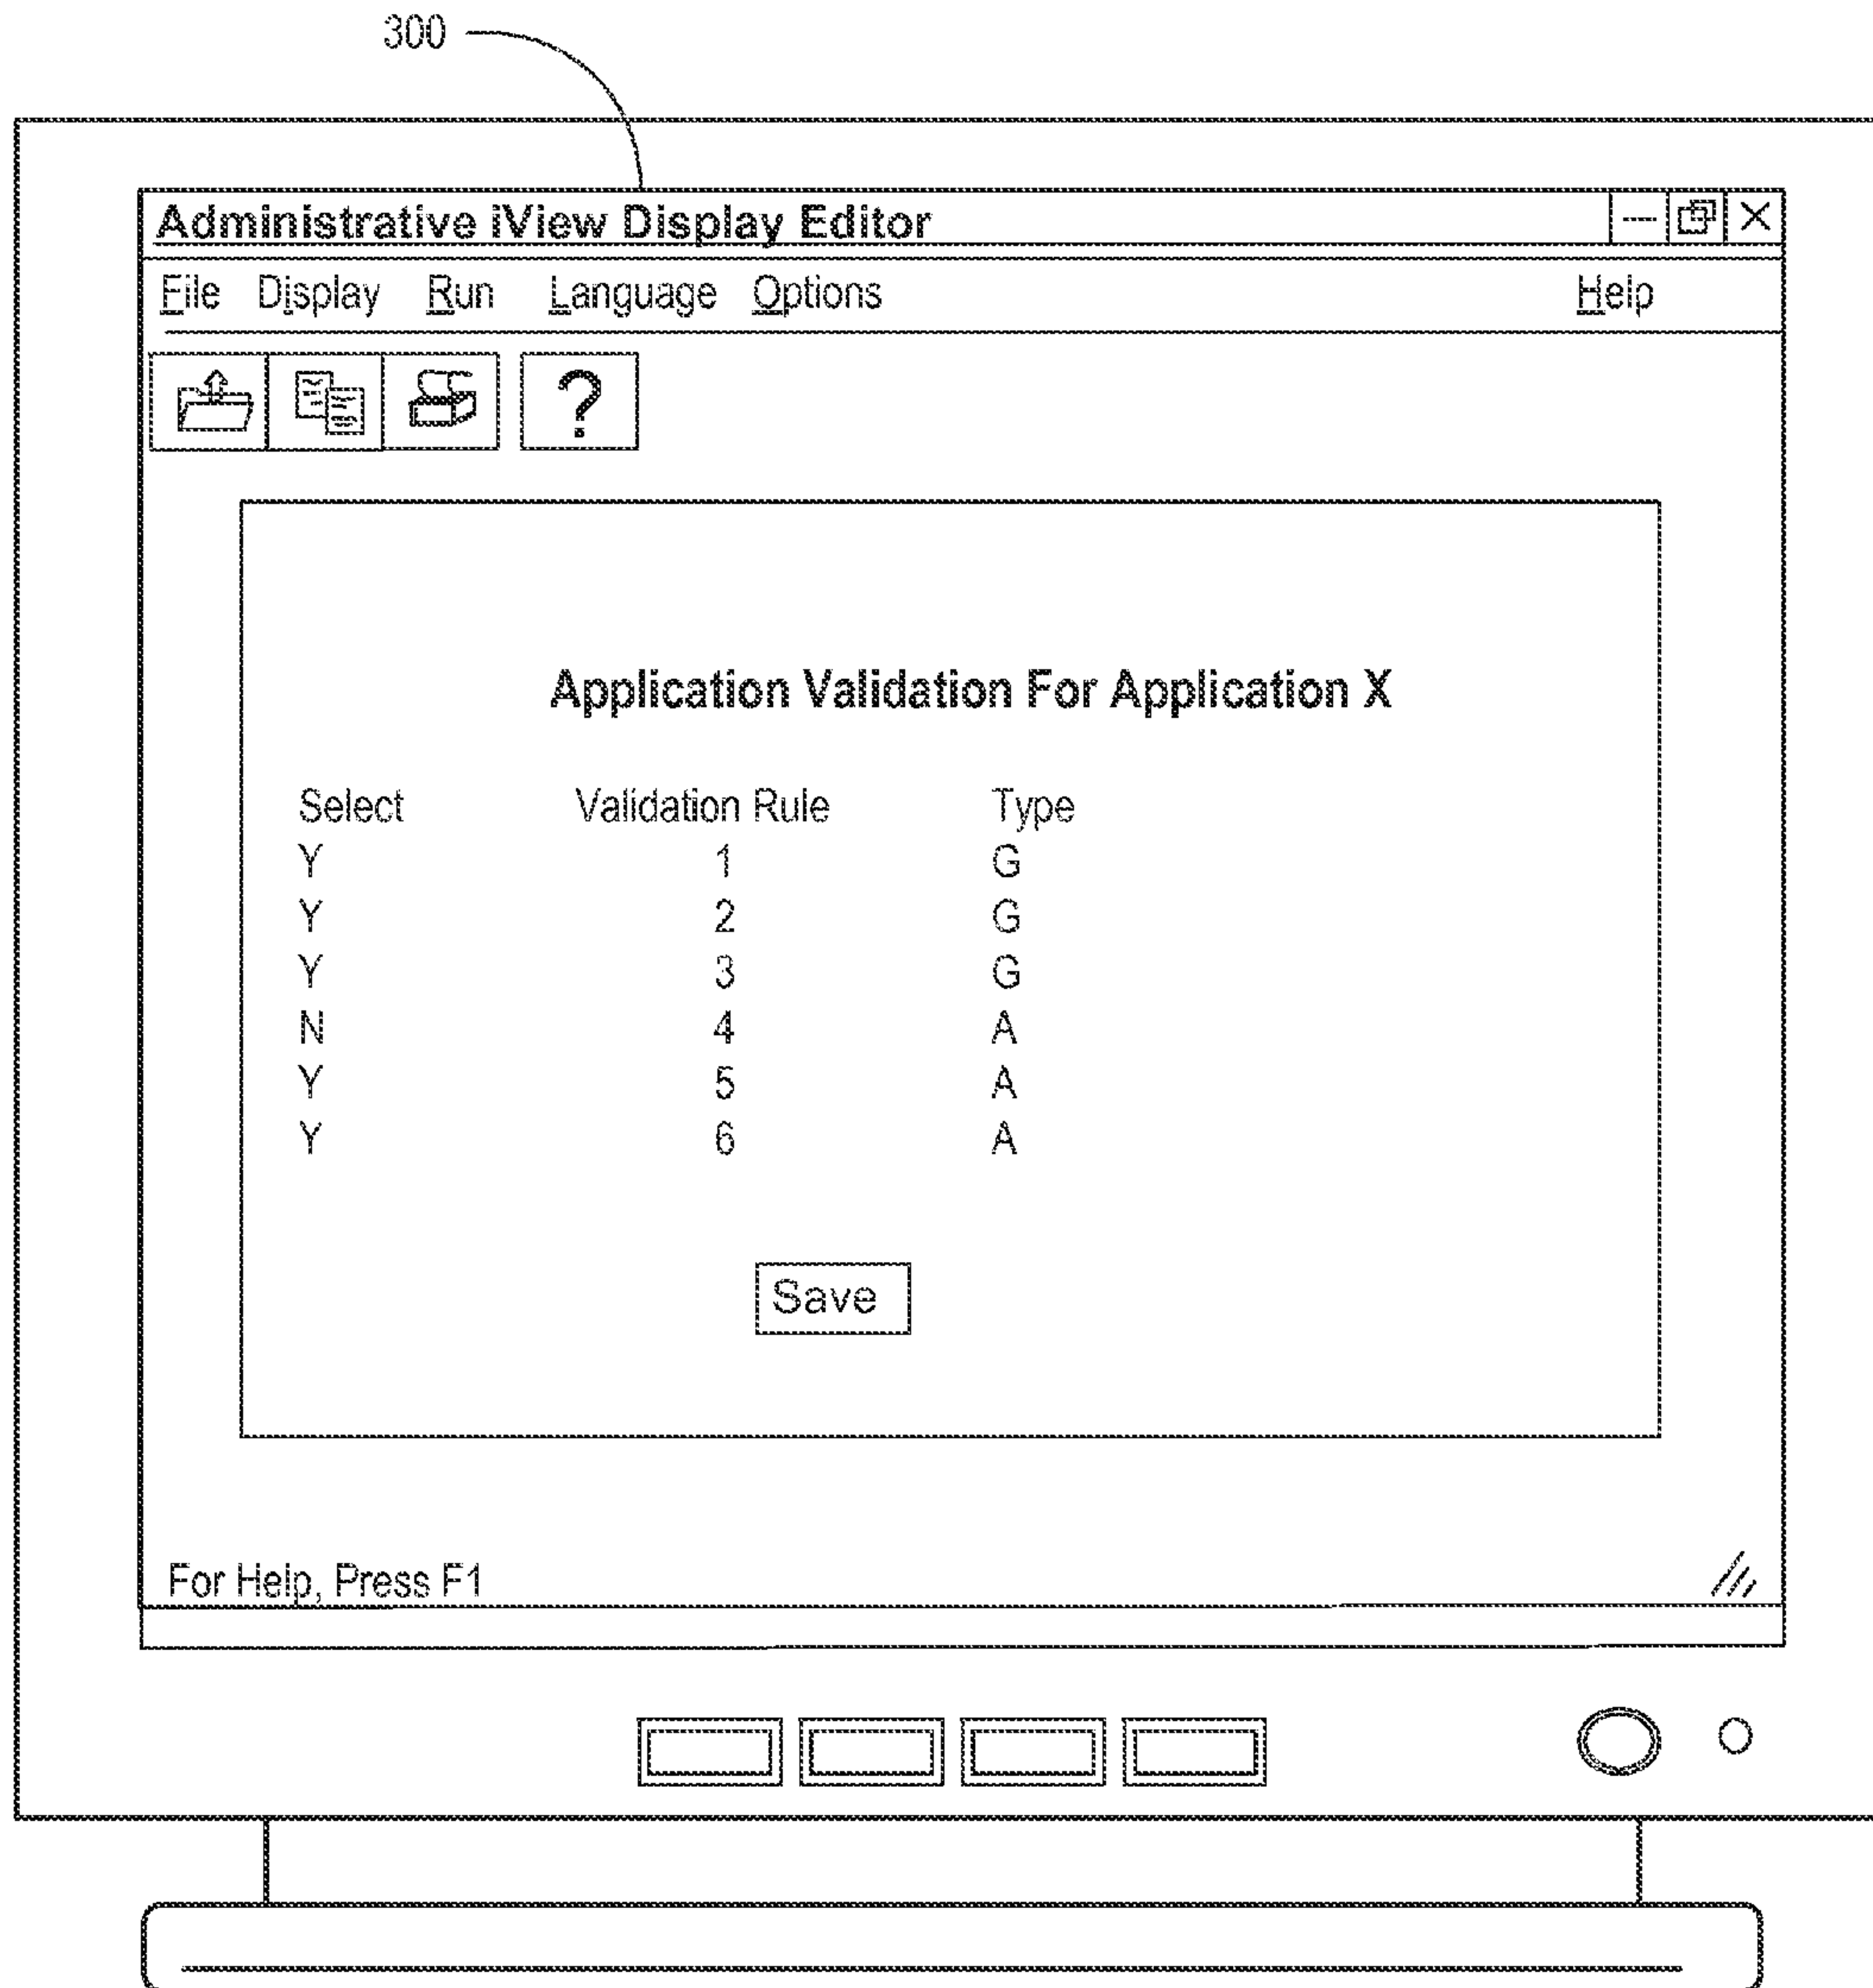 300
Administrative iView Display Editor
File Display Run Language Options Help
?
Application Validation For Application X
Select Validation Rule Type
Y 1 G
Y 2 G
Y 3 G
N 4 A
Y 5 A
Y 6 A
Save
For Help, Press F1